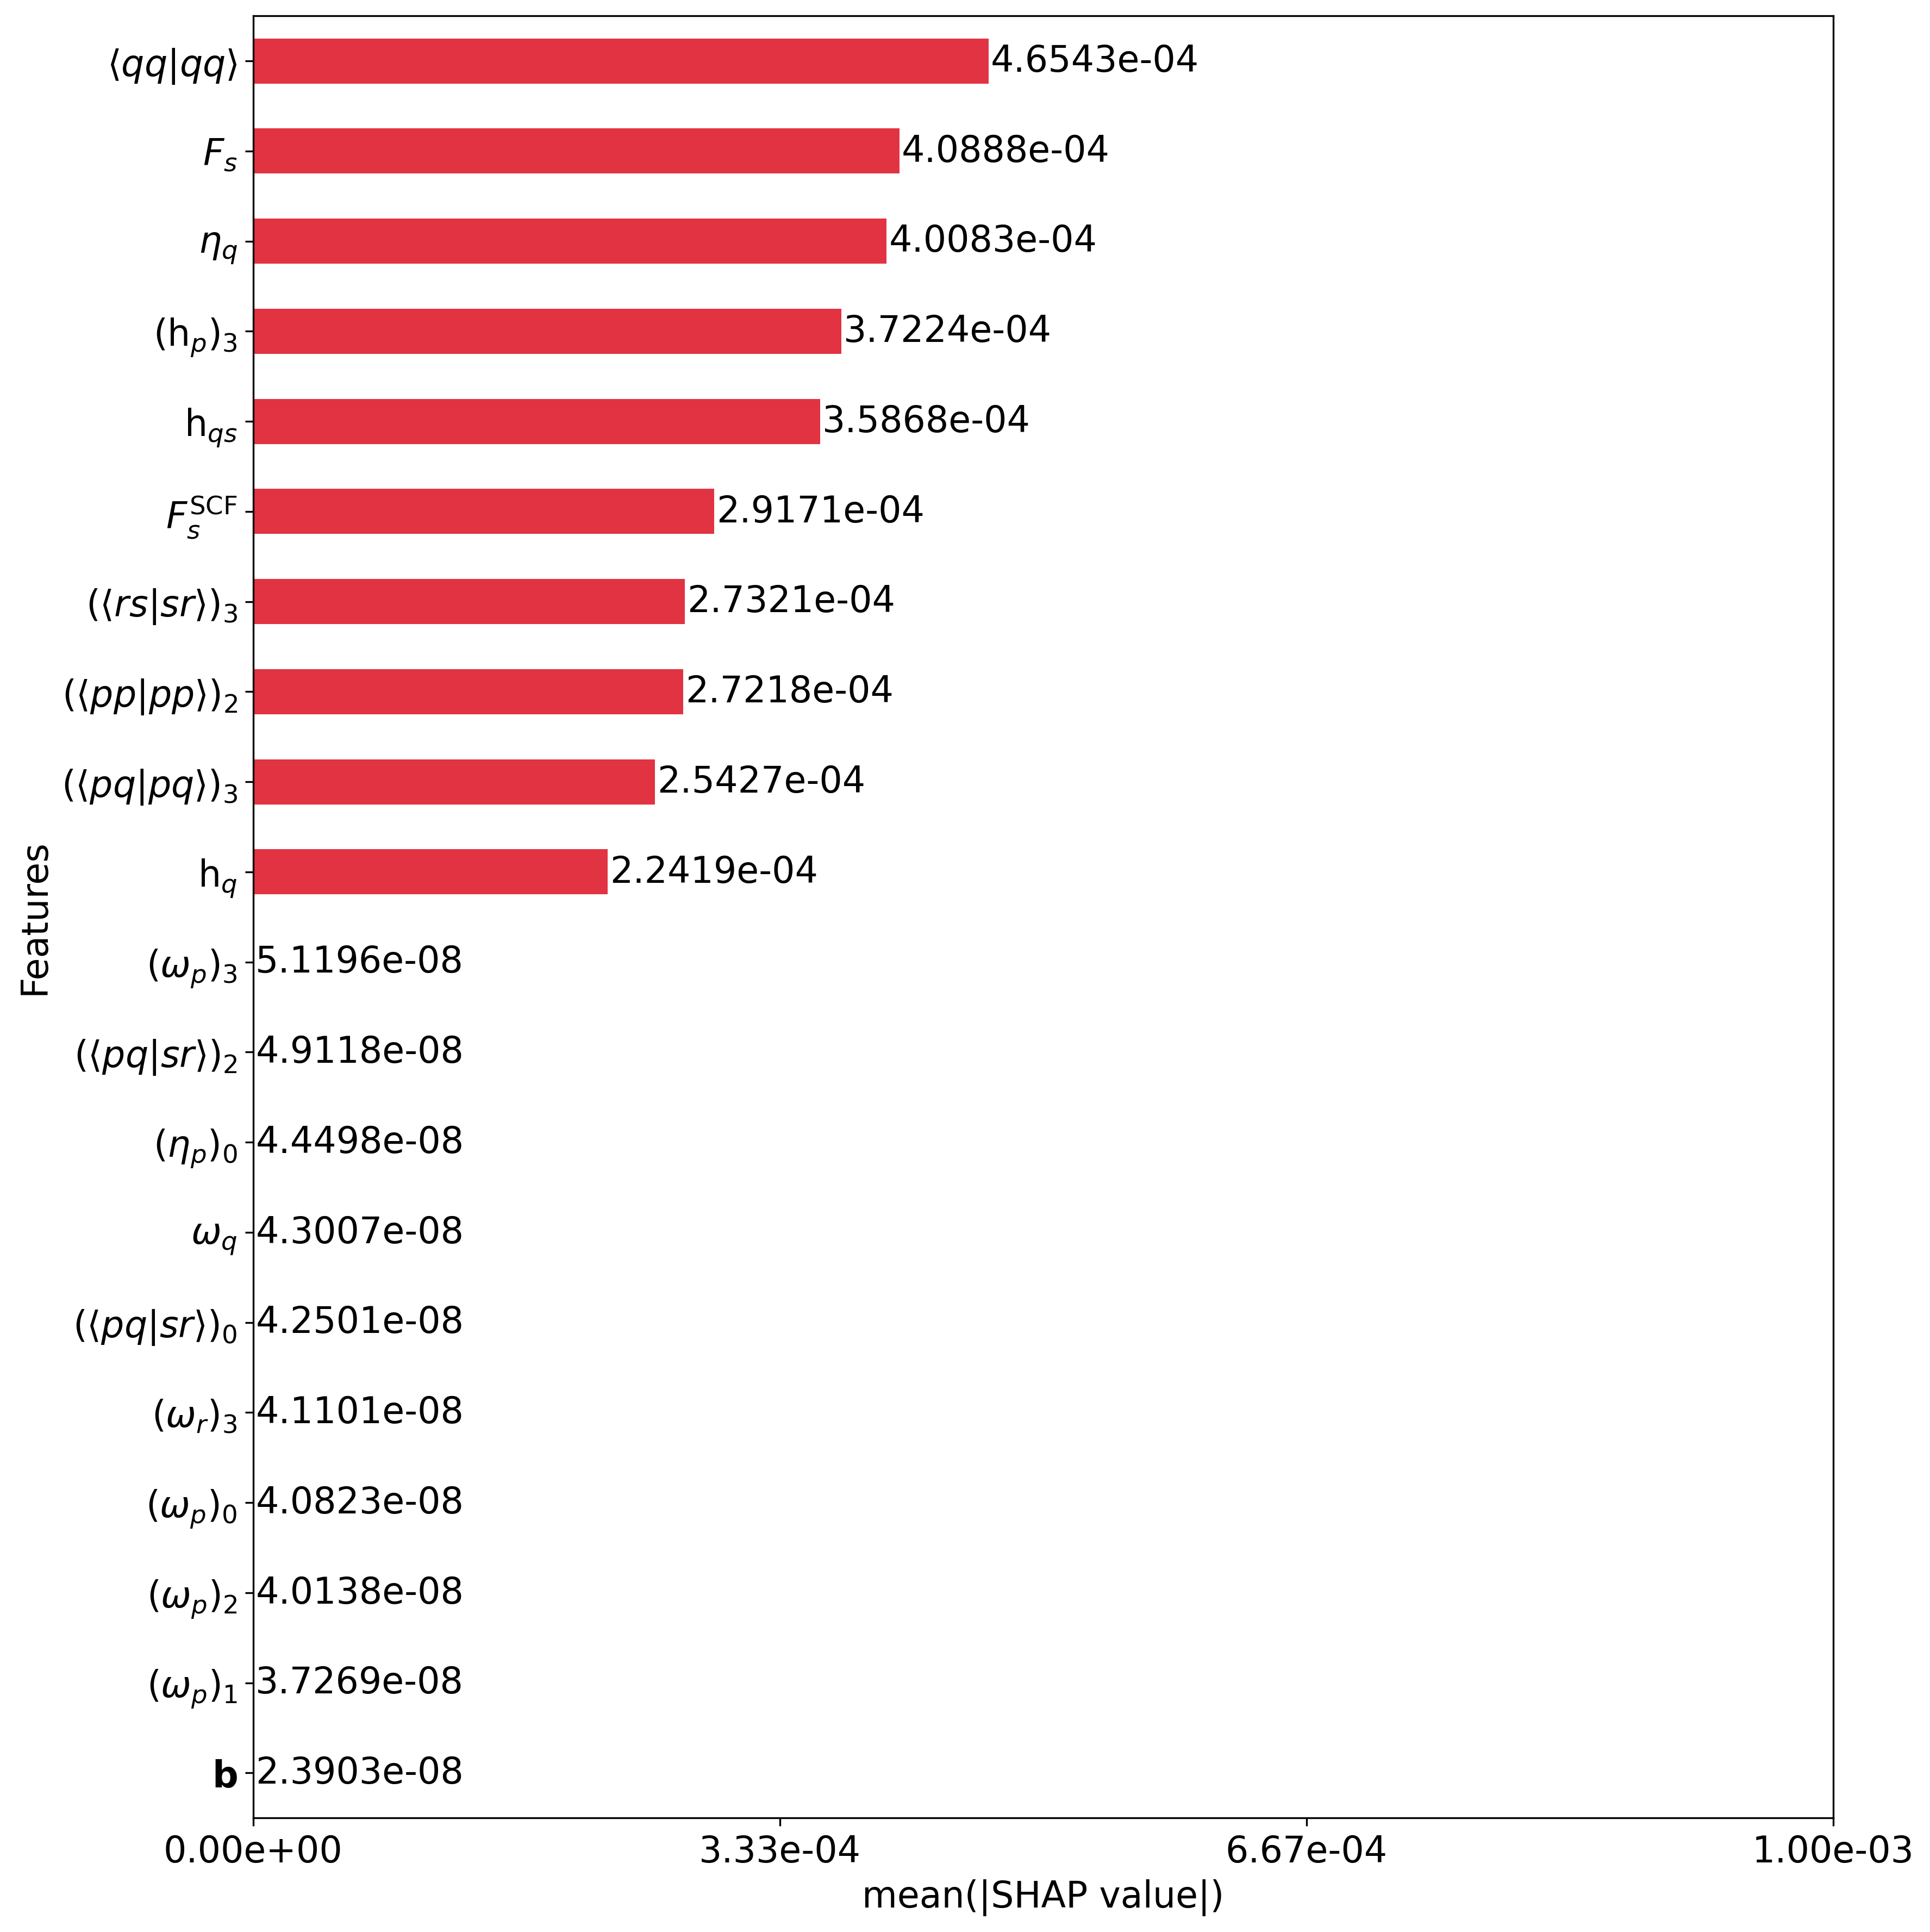 ⟨qq|qq⟩ 4.6543e-04
F_s 4.0888e-04
η_q 4.0083e-04
(h_p)_3 3.7224e-04
h_qs 3.5868e-04
F_s^SCF 2.9171e-04
(⟨rs|sr⟩)_3 2.7321e-04
(⟨pp|pp⟩)_2 2.7218e-04
(⟨pq|pq⟩)_3 2.5427e-04
h_q 2.2419e-04
(ω_p)_3 5.1196e-08
(⟨pq|sr⟩)_2 4.9118e-08
(η_p)_0 4.4498e-08
ω_q 4.3007e-08
(⟨pq|sr⟩)_0 4.2501e-08
(ω_r)_3 4.1101e-08
(ω_p)_0 4.0823e-08
(ω_p)_2 4.0138e-08
(ω_p)_1 3.7269e-08
b 2.3903e-08
Features
0.00e+00 3.33e-04 6.67e-04 1.00e-03
mean(|SHAP value|)